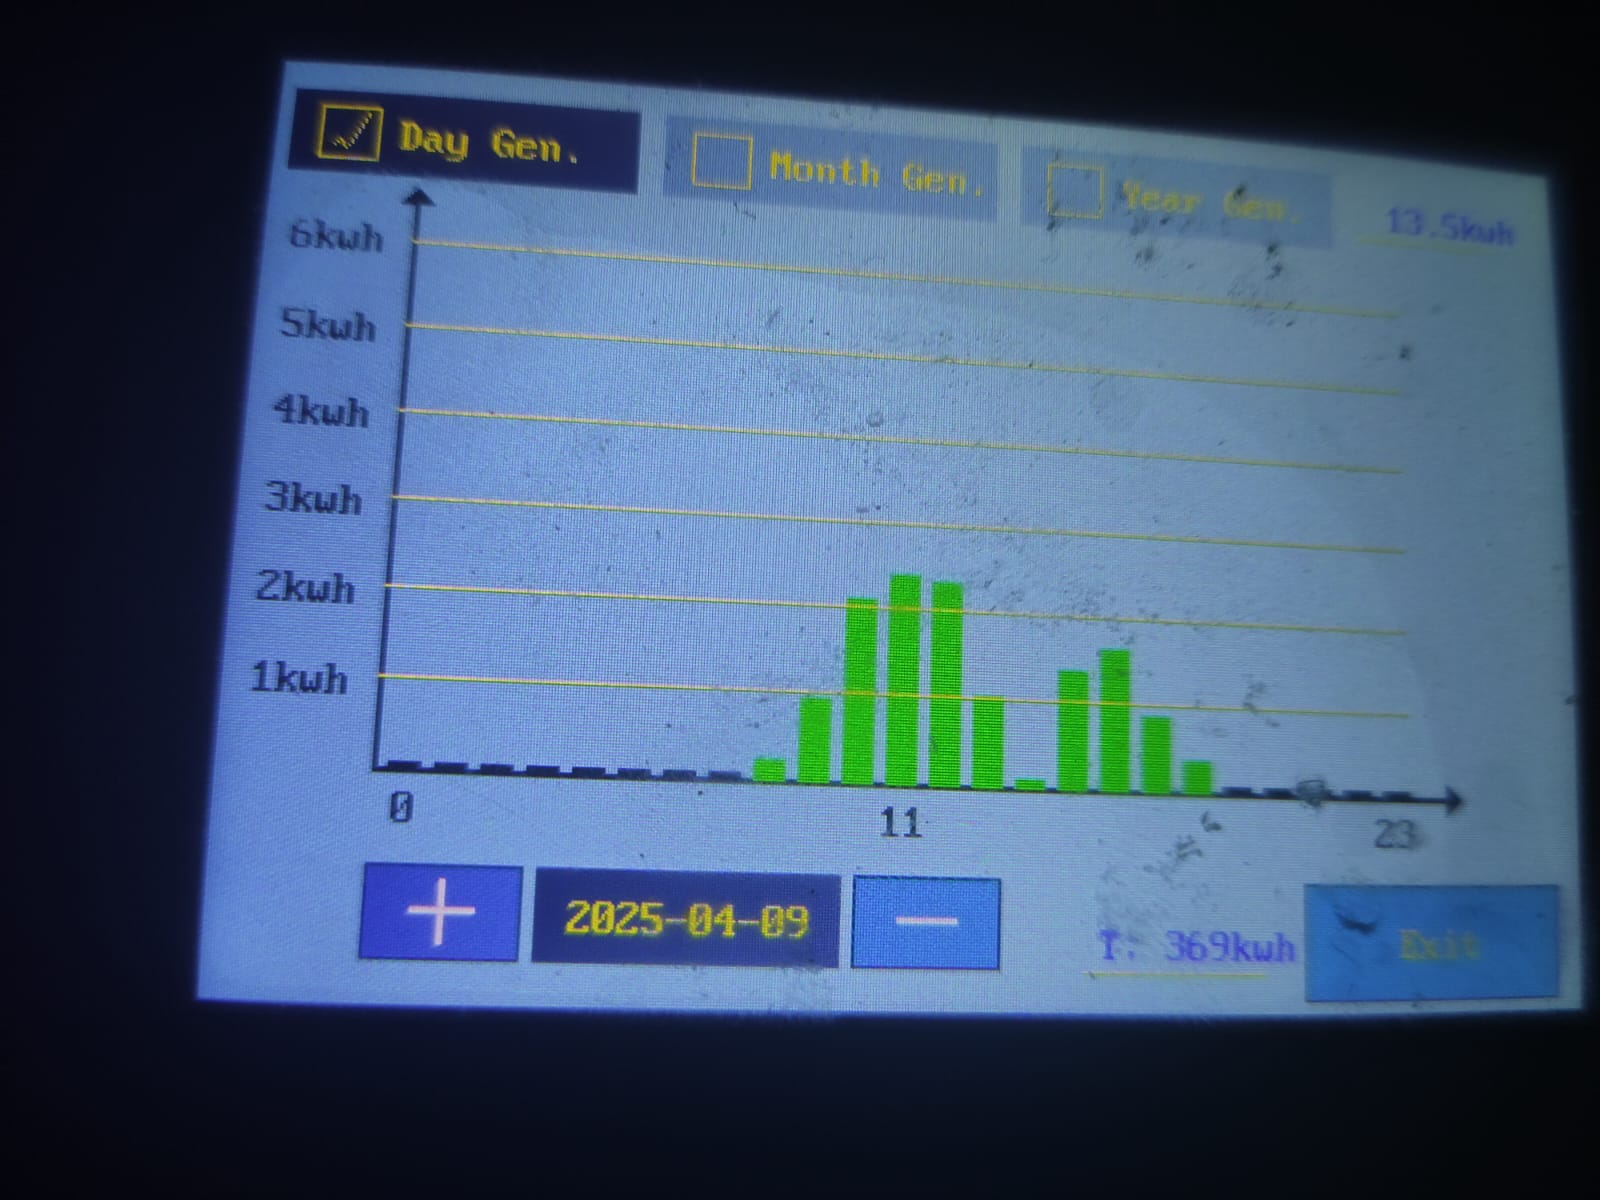 Day Gen.
Month Gen.
Year Gen.
13.5kwh
6kwh
5kwh
4kwh
3kwh
2kwh
1kwh
0
11
23
+
2025-04-09
—
T: 369kwh
Exit